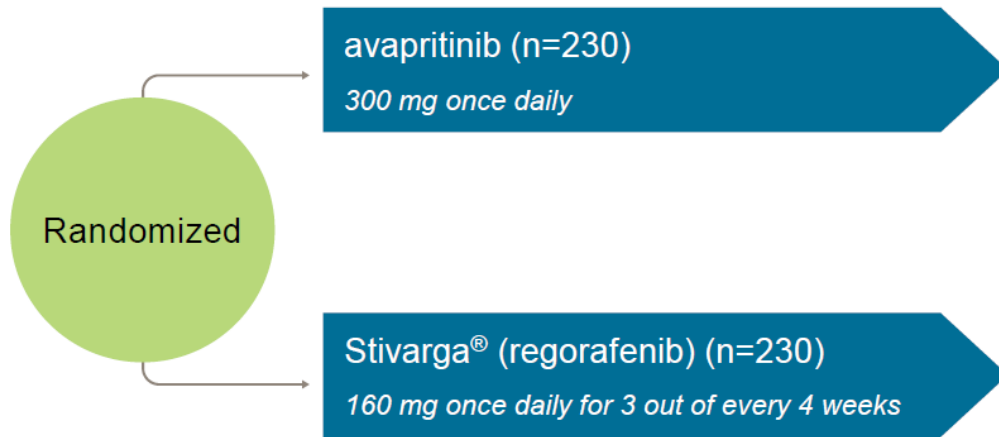 avapritinib (n=230)
300 mg once daily
Randomized
Stivarga® (regorafenib) (n=230)
160 mg once daily for 3 out of every 4 weeks